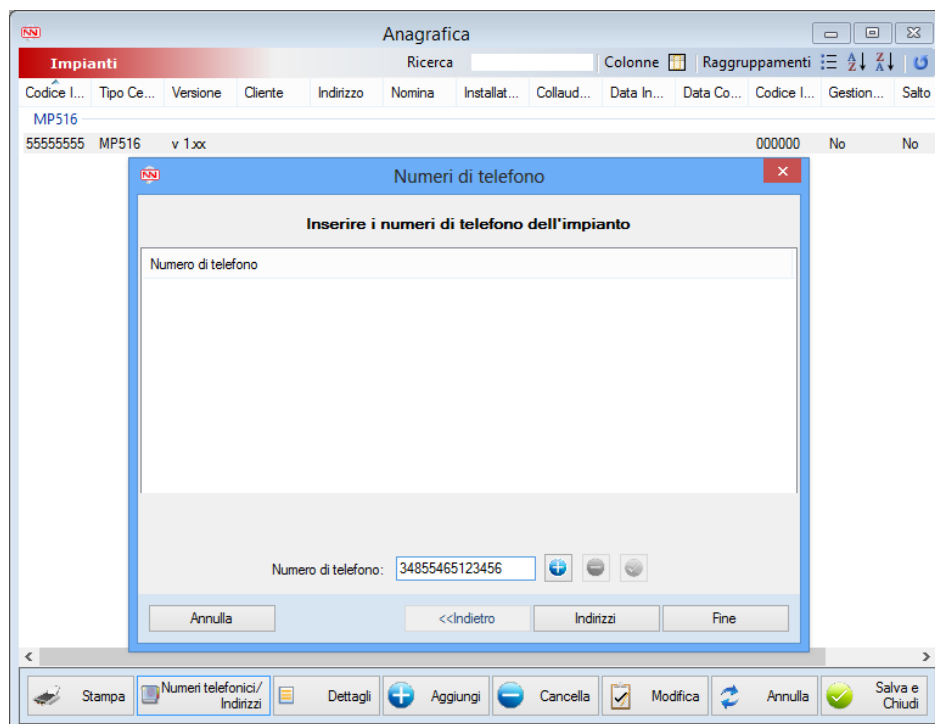 Anagrafica
Impianti Ricerca Colonne Raggruppamenti
Codice I... Tipo Ce... Versione Cliente Indirizzo Nomina Installat... Collaud... Data In... Data Co... Codice I... Gestion... Salto
MP516
55555555 MP516 v 1.xx 000000 No No
Numeri di telefono
Inserire i numeri di telefono dell'impianto
Numero di telefono
Numero di telefono: 34855465123456
Annulla <<Indietro Indirizzi Fine
Stampa Numeri telefonici/ Indirizzi Dettagli Aggiungi Cancella Modifica Annulla Salva e Chiudi